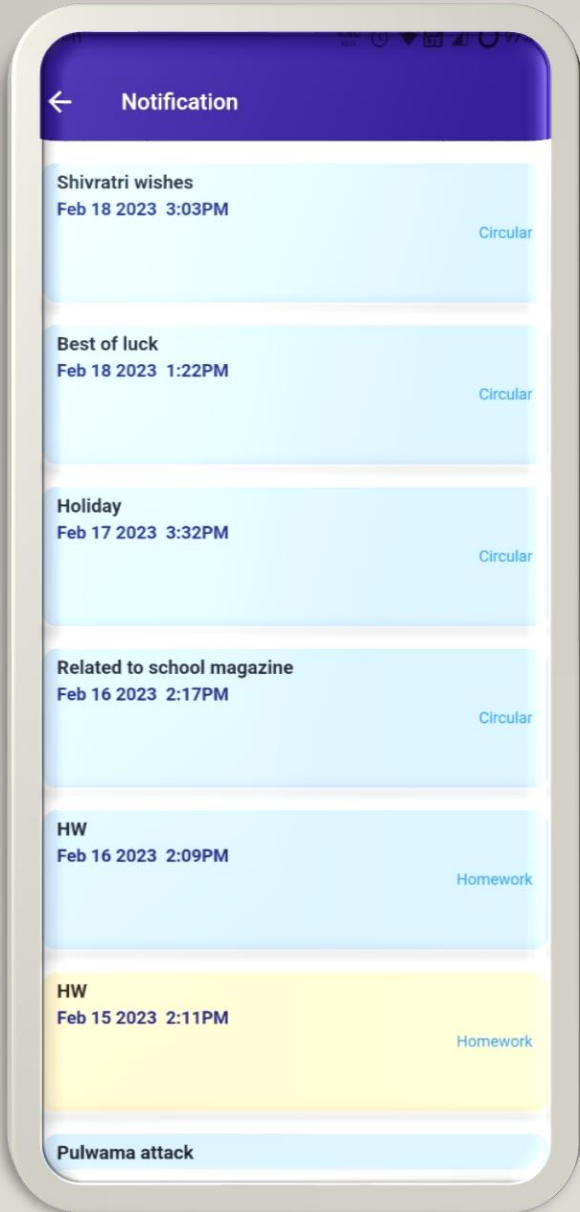 Notification
Shivratri wishes
Feb 18 2023 3:03PM
Circular
Best of luck
Feb 18 2023 1:22PM
Circular
Holiday
Feb 17 2023 3:32PM
Circular
Related to school magazine
Feb 16 2023 2:17PM
Circular
HW
Feb 16 2023 2:09PM
Homework
HW
Feb 15 2023 2:11PM
Homework
Pulwama attack